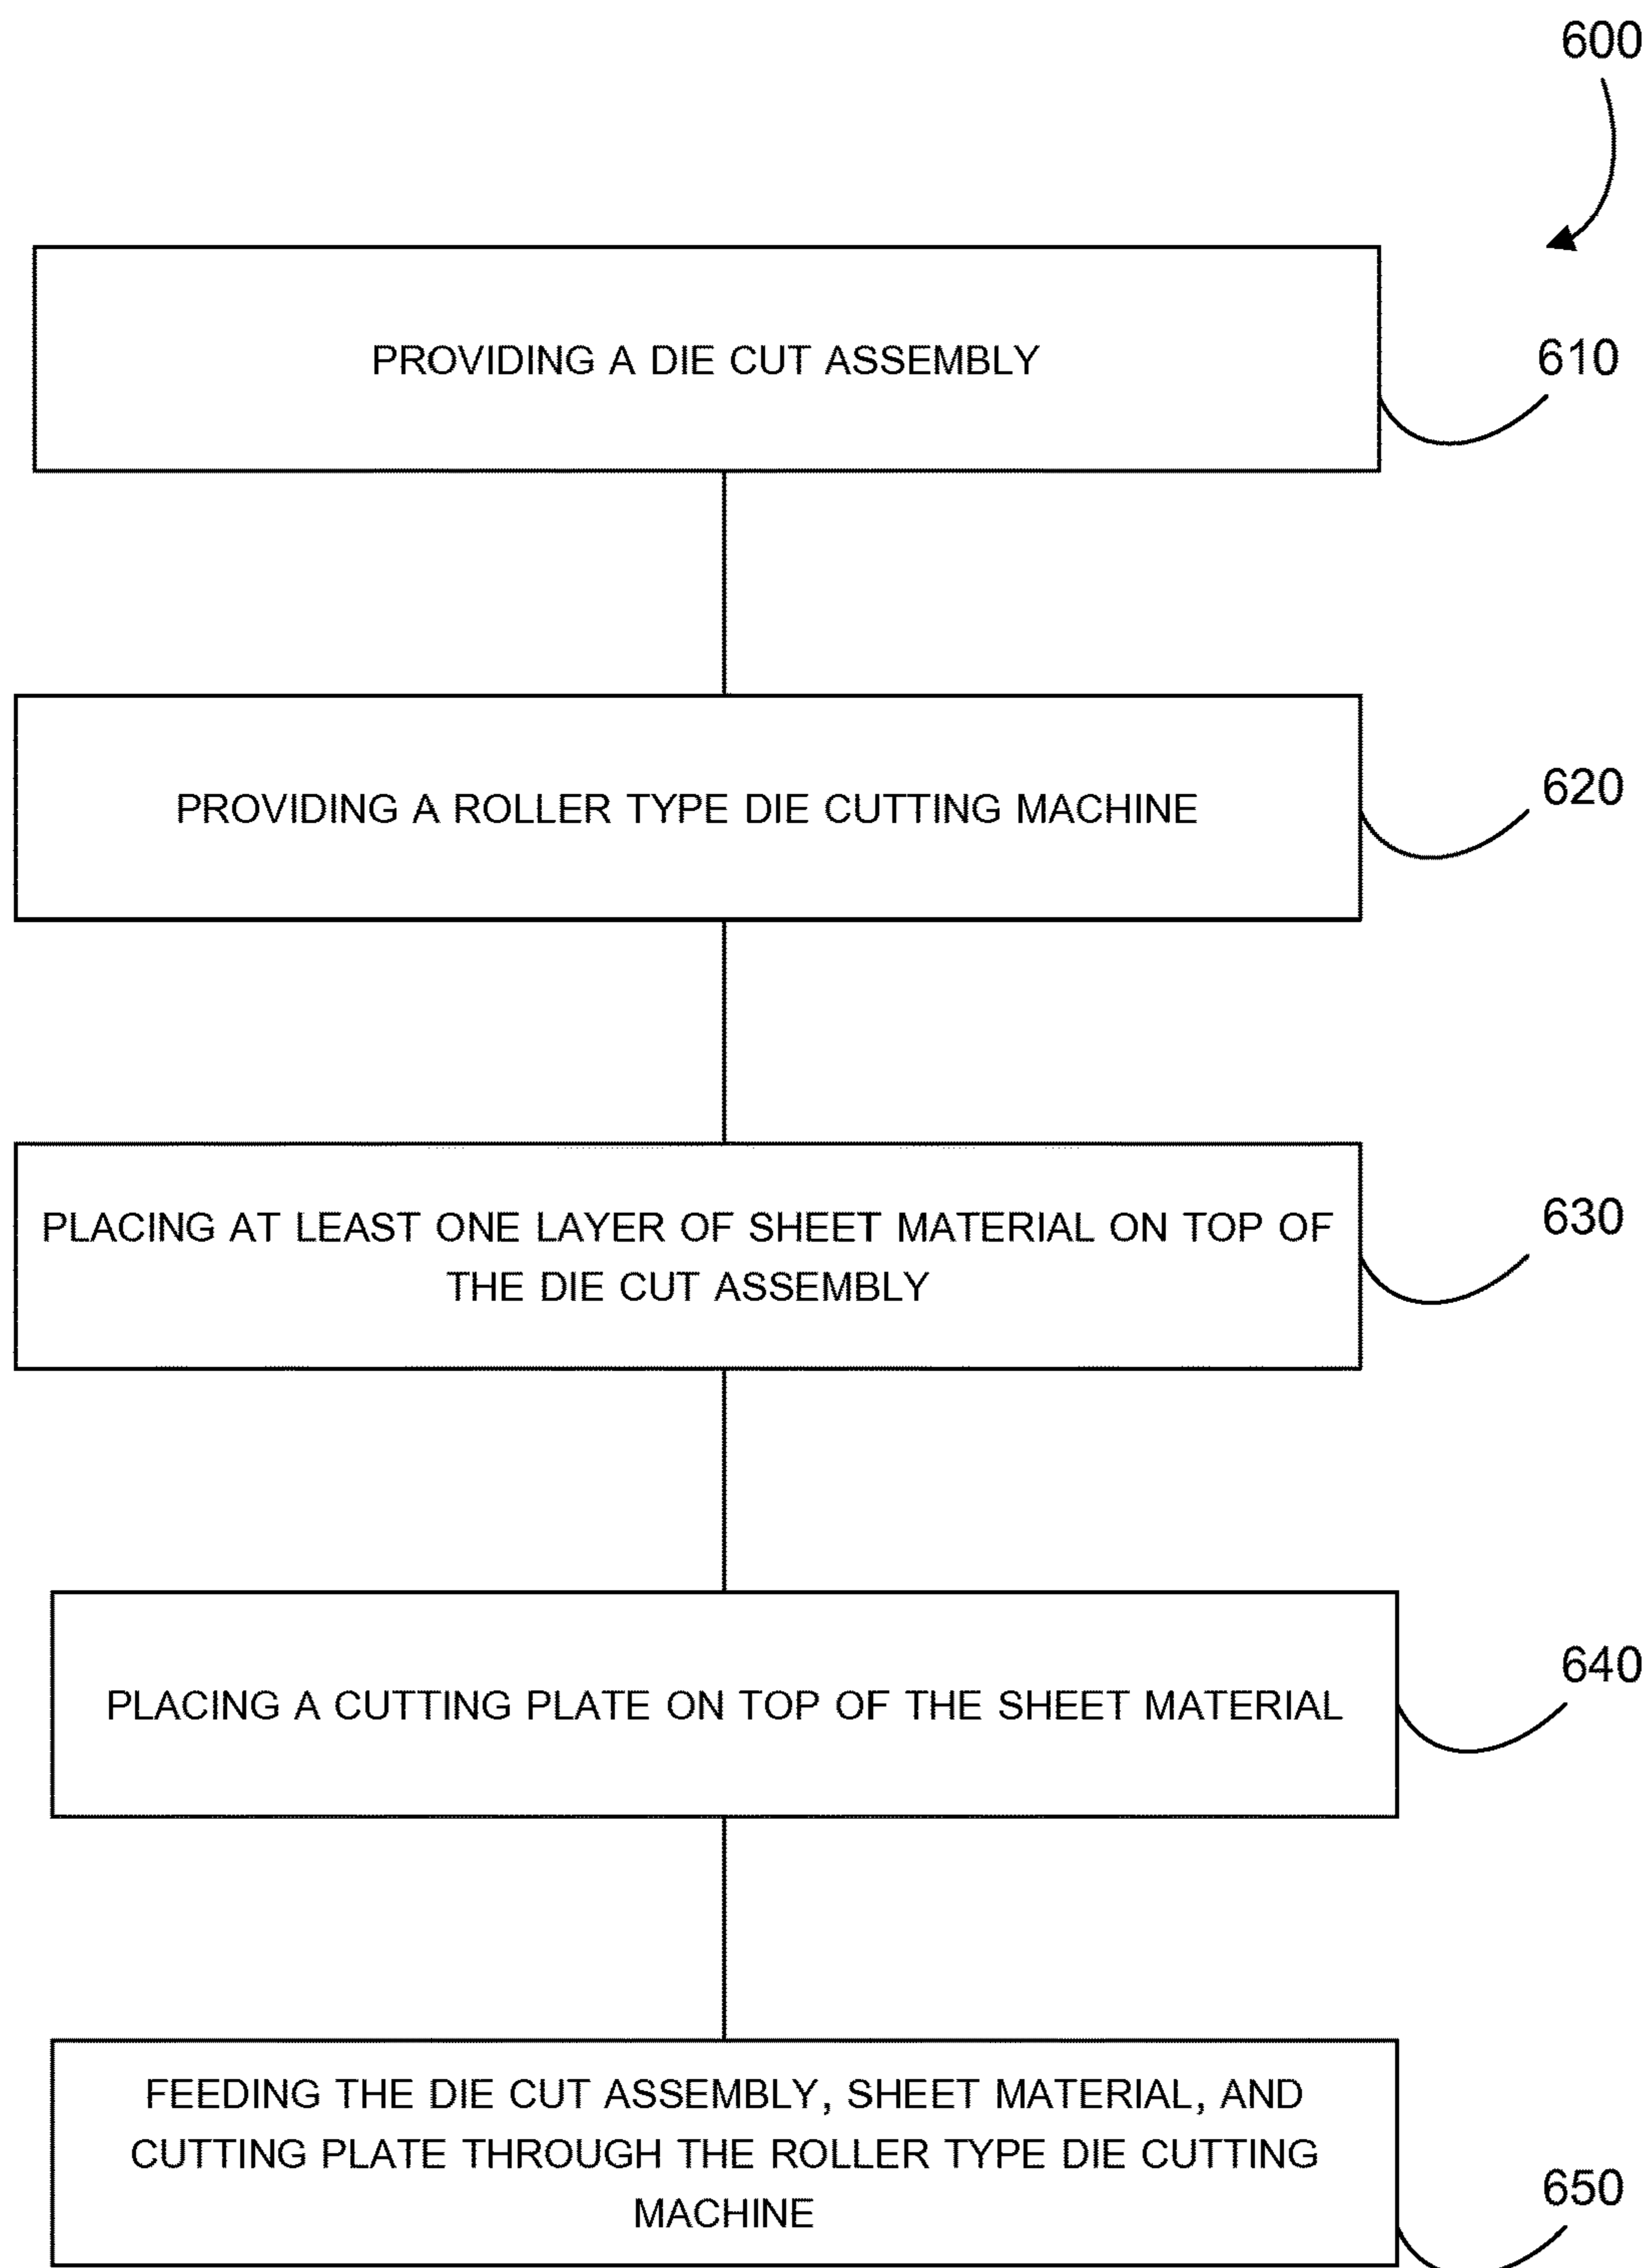 600
PROVIDING A DIE CUT ASSEMBLY
610
PROVIDING A ROLLER TYPE DIE CUTTING MACHINE
620
PLACING AT LEAST ONE LAYER OF SHEET MATERIAL ON TOP OF
THE DIE CUT ASSEMBLY
630
PLACING A CUTTING PLATE ON TOP OF THE SHEET MATERIAL
640
FEEDING THE DIE CUT ASSEMBLY, SHEET MATERIAL, AND
CUTTING PLATE THROUGH THE ROLLER TYPE DIE CUTTING
MACHINE
650